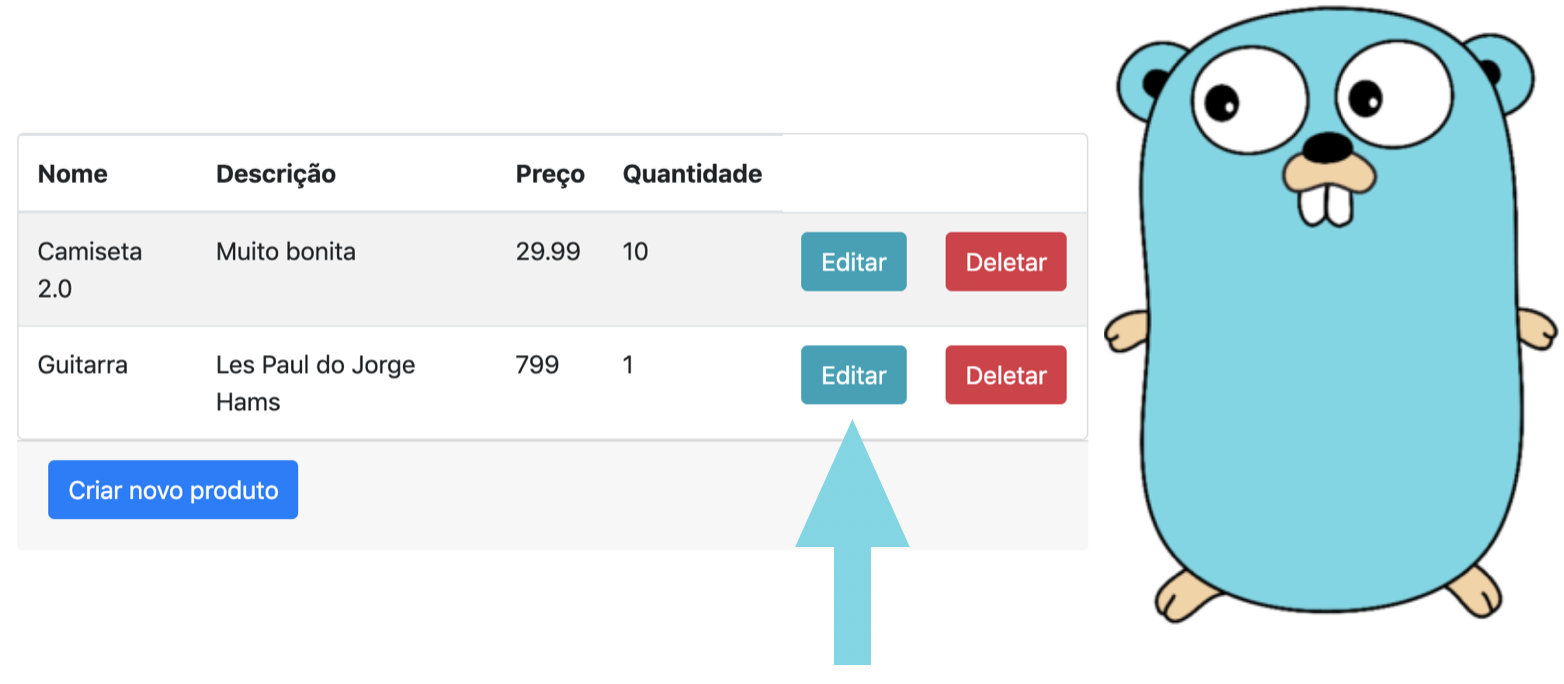 Nome Descrição Preço Quantidade
Camiseta Muito bonita 29.99 10 Editar Deletar
2.0
Guitarra Les Paul do Jorge 799 1 Editar Deletar
Hams
Criar novo produto